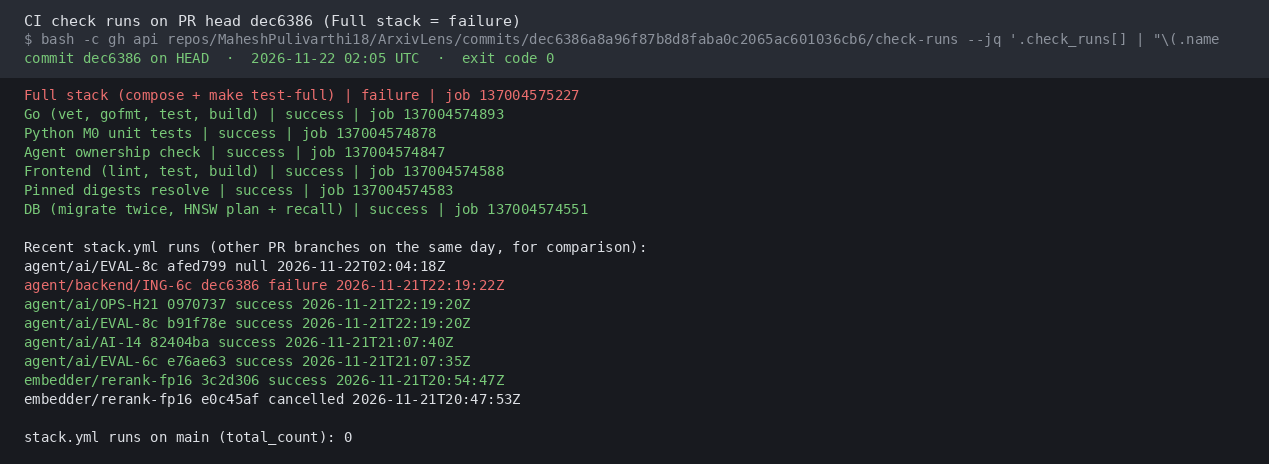 CI check runs on PR head dec6386 (Full stack = failure)
$ bash -c gh api repos/MaheshPulivarthi18/ArxivLens/commits/dec6386a8a96f87b8d8faba0c2065ac601036cb6/check-runs --jq '.check_runs[] | "\(.name
commit dec6386 on HEAD · 2026-11-22 02:05 UTC · exit code 0
Full stack (compose + make test-full) | failure | job 137004575227
Go (vet, gofmt, test, build) | success | job 137004574893
Python M0 unit tests | success | job 137004574878
Agent ownership check | success | job 137004574847
Frontend (lint, test, build) | success | job 137004574588
Pinned digests resolve | success | job 137004574583
DB (migrate twice, HNSW plan + recall) | success | job 137004574551
Recent stack.yml runs (other PR branches on the same day, for comparison):
agent/ai/EVAL-8c afed799 null 2026-11-22T02:04:18Z
agent/backend/ING-6c dec6386 failure 2026-11-21T22:19:22Z
agent/ai/OPS-H21 0970737 success 2026-11-21T22:19:20Z
agent/ai/EVAL-8c b91f78e success 2026-11-21T22:19:20Z
agent/ai/AI-14 82404ba success 2026-11-21T21:07:40Z
agent/ai/EVAL-6c e76ae63 success 2026-11-21T21:07:35Z
embedder/rerank-fp16 3c2d306 success 2026-11-21T20:54:47Z
embedder/rerank-fp16 e0c45af cancelled 2026-11-21T20:47:53Z
stack.yml runs on main (total_count): 0